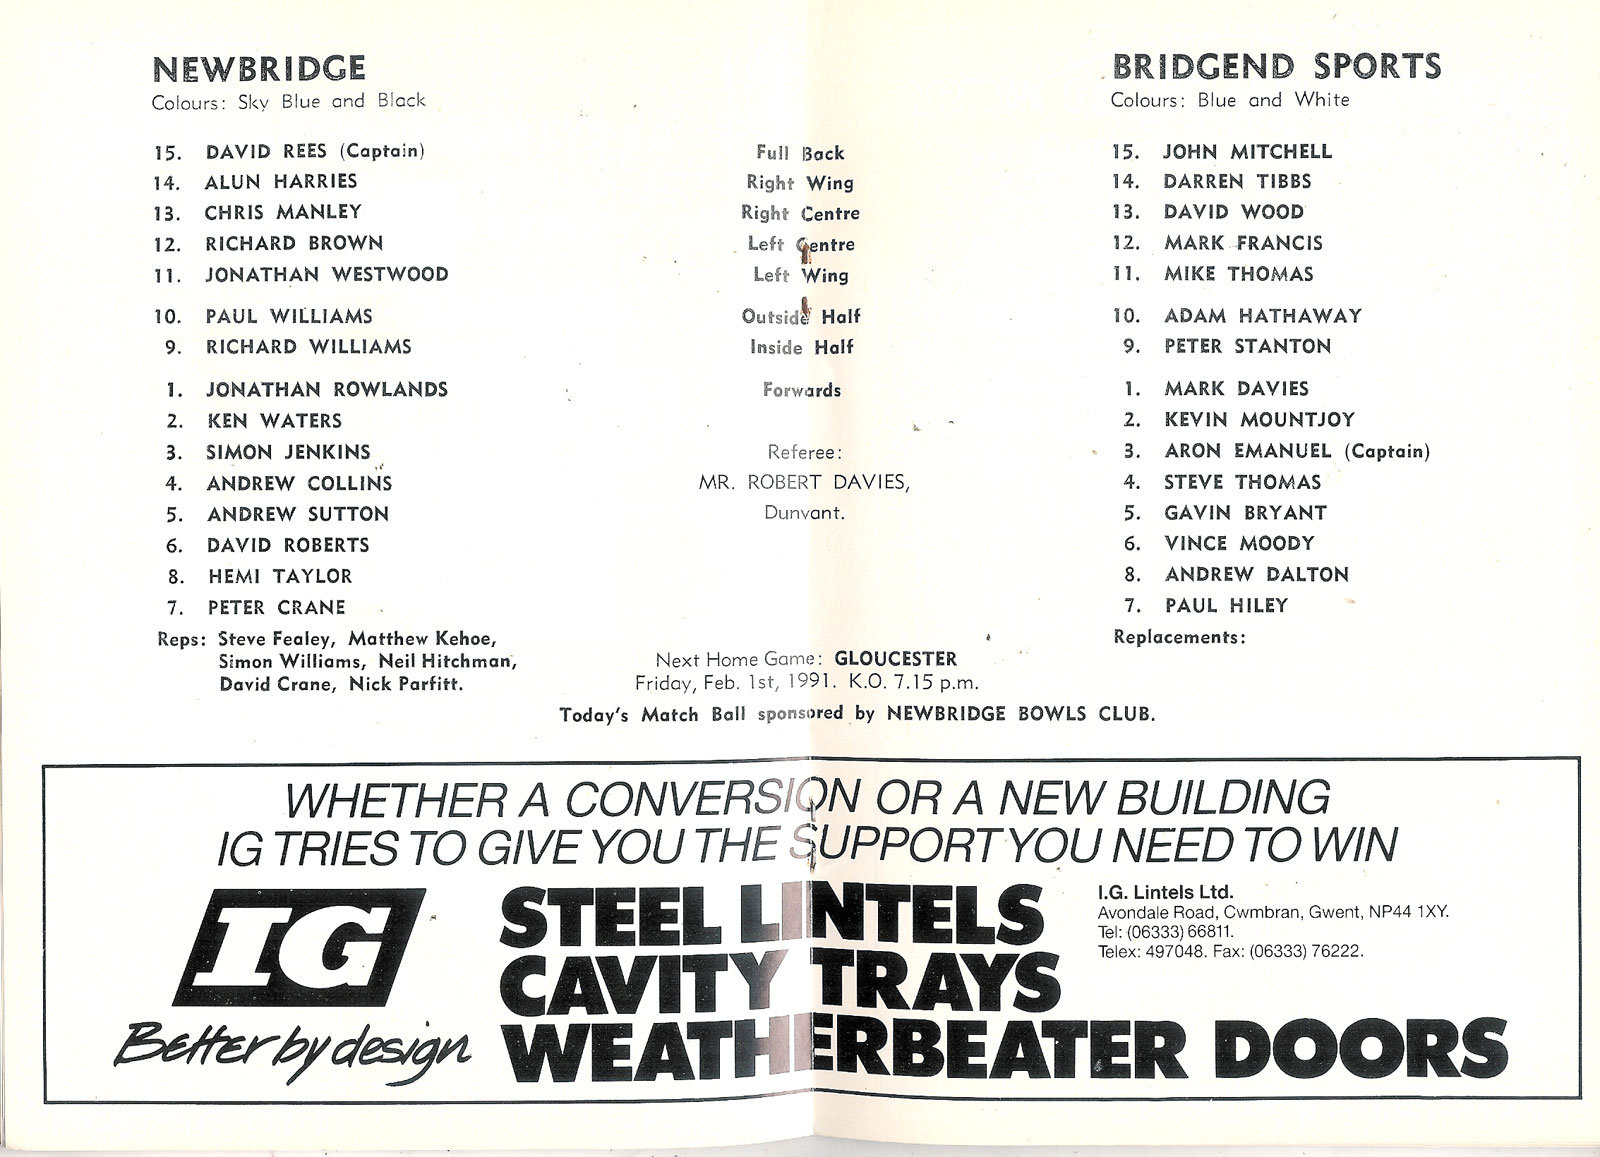 NEWBRIDGE
Colours: Sky Blue and Black
15. DAVID REES (Captain)
14. ALUN HARRIES
13. CHRIS MANLEY
12. RICHARD BROWN
11. JONATHAN WESTWOOD
10. PAUL WILLIAMS
9. RICHARD WILLIAMS
1. JONATHAN ROWLANDS
2. KEN WATERS
3. SIMON JENKINS
4. ANDREW COLLINS
5. ANDREW SUTTON
6. DAVID ROBERTS
8. HEMI TAYLOR
7. PETER CRANE
Reps: Steve Fealey, Matthew Kehoe,
Simon Williams, Neil Hitchman,
David Crane, Nick Parfitt.
Full Back
Right Wing
Right Centre
Left Centre
Left Wing
Outside Half
Inside Half
Forwards
Referee:
MR. ROBERT DAVIES,
Dunvant.
BRIDGEND SPORTS
Colours: Blue and White
15. JOHN MITCHELL
14. DARREN TIBBS
13. DAVID WOOD
12. MARK FRANCIS
11. MIKE THOMAS
10. ADAM HATHAWAY
9. PETER STANTON
1. MARK DAVIES
2. KEVIN MOUNTJOY
3. ARON EMANUEL (Captain)
4. STEVE THOMAS
5. GAVIN BRYANT
6. VINCE MOODY
8. ANDREW DALTON
7. PAUL HILEY
Replacements:
Next Home Game: GLOUCESTER
Friday, Feb. 1st, 1991. K.O. 7.15 p.m.
Today's Match Ball sponsored by NEWBRIDGE BOWLS CLUB.
WHETHER A CONVERSION OR A NEW BUILDING
IG TRIES TO GIVE YOU THE SUPPORT YOU NEED TO WIN
IG
Better by design
STEEL LINTELS
CAVITY TRAYS
WEATHERBEATER DOORS
I.G. Lintels Ltd.
Avondale Road, Cwmbran, Gwent, NP44 1XY.
Tel: (06333) 66811.
Telex: 497048. Fax: (06333) 76222.